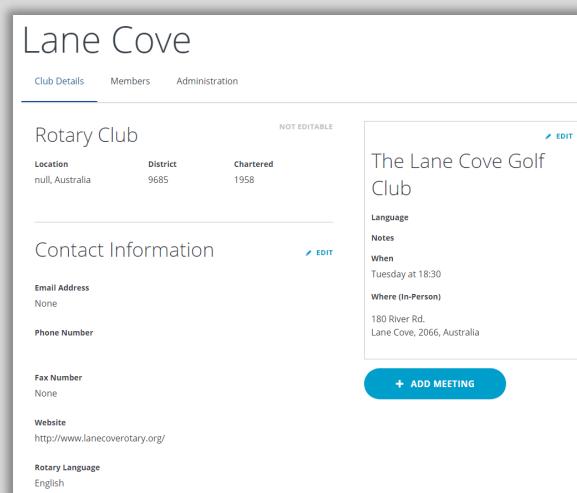 Lane Cove
Club Details Members Administration
Rotary Club
NOT EDITABLE
Location District Chartered
null, Australia 9685 1958
Contact Information
EDIT
Email Address
None
Phone Number
Fax Number
None
Website
http://www.lanecoverotary.org/
Rotary Language
English
EDIT
The Lane Cove Golf
Club
Language
Notes
When
Tuesday at 18:30
Where (In-Person)
180 River Rd.
Lane Cove, 2066, Australia
+ ADD MEETING